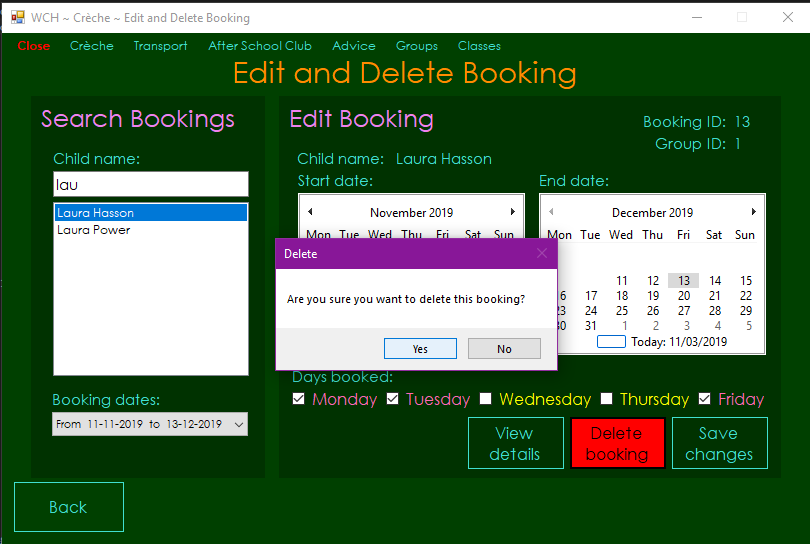 WCH ~ Crèche ~ Edit and Delete Booking
Close Crèche Transport After School Club Advice Groups Classes
Edit and Delete Booking
Search Bookings
Child name:
lau
Laura Hasson
Laura Power
Booking dates:
From 11-11-2019 to 13-12-2019
Edit Booking
Booking ID: 13
Group ID: 1
Child name: Laura Hasson
Start date:
November 2019
Mon Tue Wed Thu Fri Sat Sun
End date:
December 2019
Mon Tue Wed Thu Fri Sat Sun
11 12 13 14 15
17 18 19 20 21 22
24 25 26 27 28 29
31 1 2 3 4 5
Today: 11/03/2019
Delete
Are you sure you want to delete this booking?
Yes No
Days booked:
Monday Tuesday Wednesday Thursday Friday
View
details
Delete
booking
Save
changes
Back